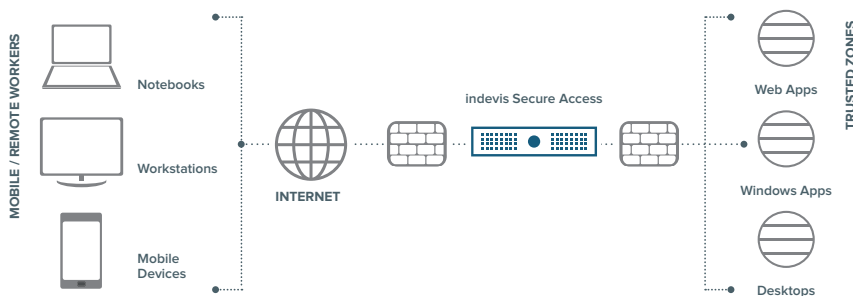 MOBILE / REMOTE WORKERS
Notebooks
Workstations
Mobile
Devices
INTERNET
indevis Secure Access
Web Apps
Windows Apps
Desktops
TRUSTED ZONES